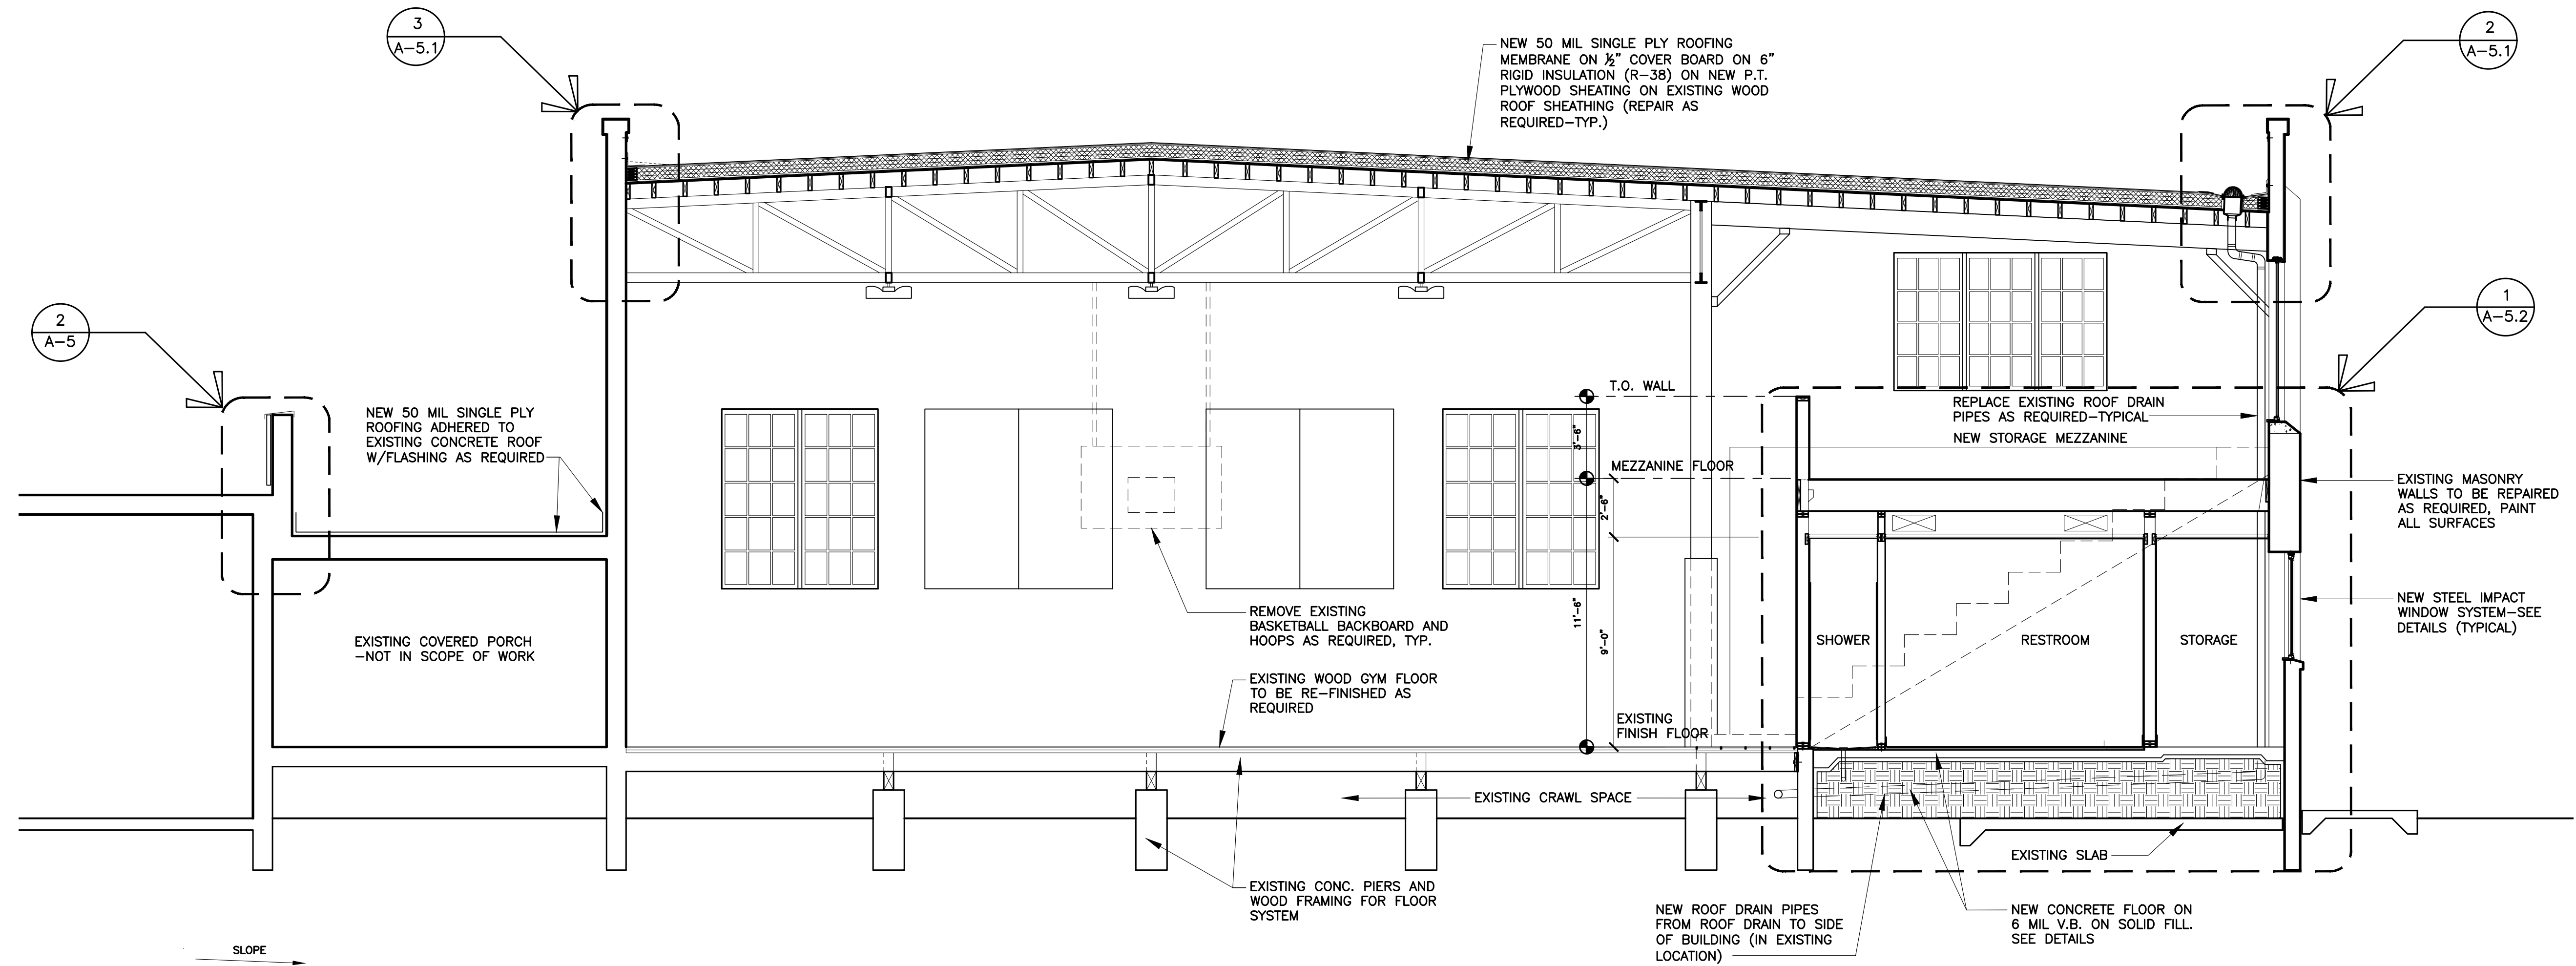 3
A-5.1
2
A-5.1
NEW 50 MIL SINGLE PLY ROOFING
MEMBRANE ON ½" COVER BOARD ON 6"
RIGID INSULATION (R-38) ON NEW P.T.
PLYWOOD SHEATING ON EXISTING WOOD
ROOF SHEATHING (REPAIR AS
REQUIRED-TYP.)
2
A-5
1
A-5.2
NEW 50 MIL SINGLE PLY
ROOFING ADHERED TO
EXISTING CONCRETE ROOF
W/FLASHING AS REQUIRED
T.O. WALL
3'-6"
MEZZANINE FLOOR
2'-6"
11'-6"
9'-0"
EXISTING
FINISH FLOOR
REPLACE EXISTING ROOF DRAIN
PIPES AS REQUIRED-TYPICAL
NEW STORAGE MEZZANINE
EXISTING MASONRY
WALLS TO BE REPAIRED
AS REQUIRED, PAINT
ALL SURFACES
NEW STEEL IMPACT
WINDOW SYSTEM-SEE
DETAILS (TYPICAL)
EXISTING COVERED PORCH
-NOT IN SCOPE OF WORK
REMOVE EXISTING
BASKETBALL BACKBOARD AND
HOOPS AS REQUIRED, TYP.
EXISTING WOOD GYM FLOOR
TO BE RE-FINISHED AS
REQUIRED
SHOWER
RESTROOM
STORAGE
EXISTING CRAWL SPACE
EXISTING SLAB
EXISTING CONC. PIERS AND
WOOD FRAMING FOR FLOOR
SYSTEM
NEW ROOF DRAIN PIPES
FROM ROOF DRAIN TO SIDE
OF BUILDING (IN EXISTING
LOCATION)
NEW CONCRETE FLOOR ON
6 MIL V.B. ON SOLID FILL.
SEE DETAILS
SLOPE